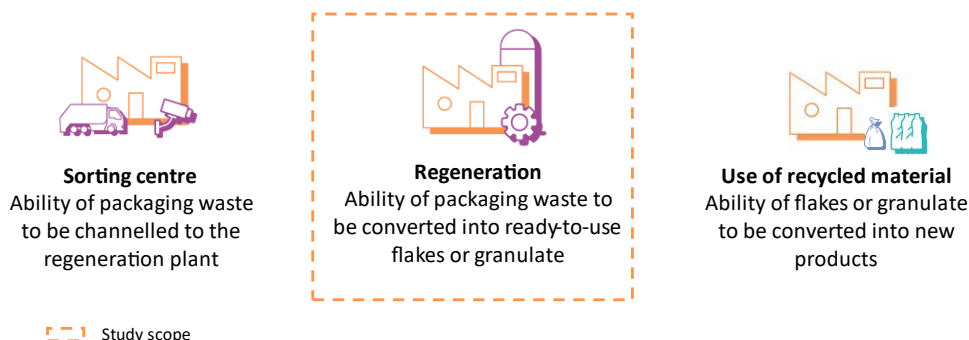 Sorting centre
Ability of packaging waste
to be channelled to the
regeneration plant
Regeneration
Ability of packaging waste to
be converted into ready-to-use
flakes or granulate
Use of recycled material
Ability of flakes or granulate
to be converted into new
products
Study scope